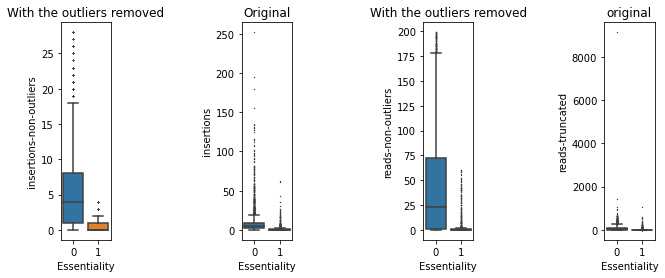 With the outliers removed
insertions-non-outliers
25
20
15
10
5
0
0 1
Essentiality
Original
insertions
250
200
150
100
50
0
0 1
Essentiality
With the outliers removed
reads-non-outliers
200
175
150
125
100
75
50
25
0
0 1
Essentiality
original
reads-truncated
8000
6000
4000
2000
0
0 1
Essentiality